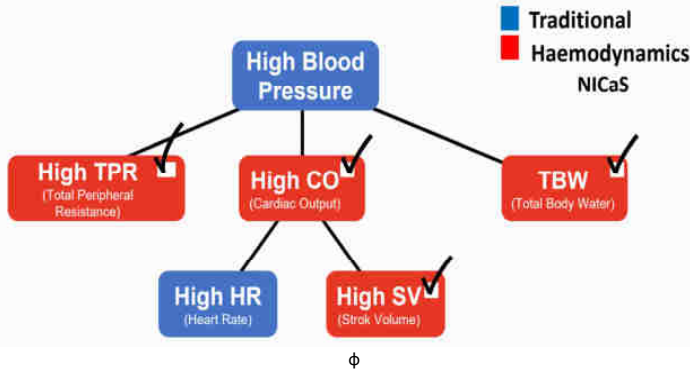 Traditional
Haemodynamics
NICaS
High Blood
Pressure
High TPR
(Total Peripheral
Resistance)
High CO
(Cardiac Output)
TBW
(Total Body Water)
High HR
(Heart Rate)
High SV
(Strok Volume)
ф